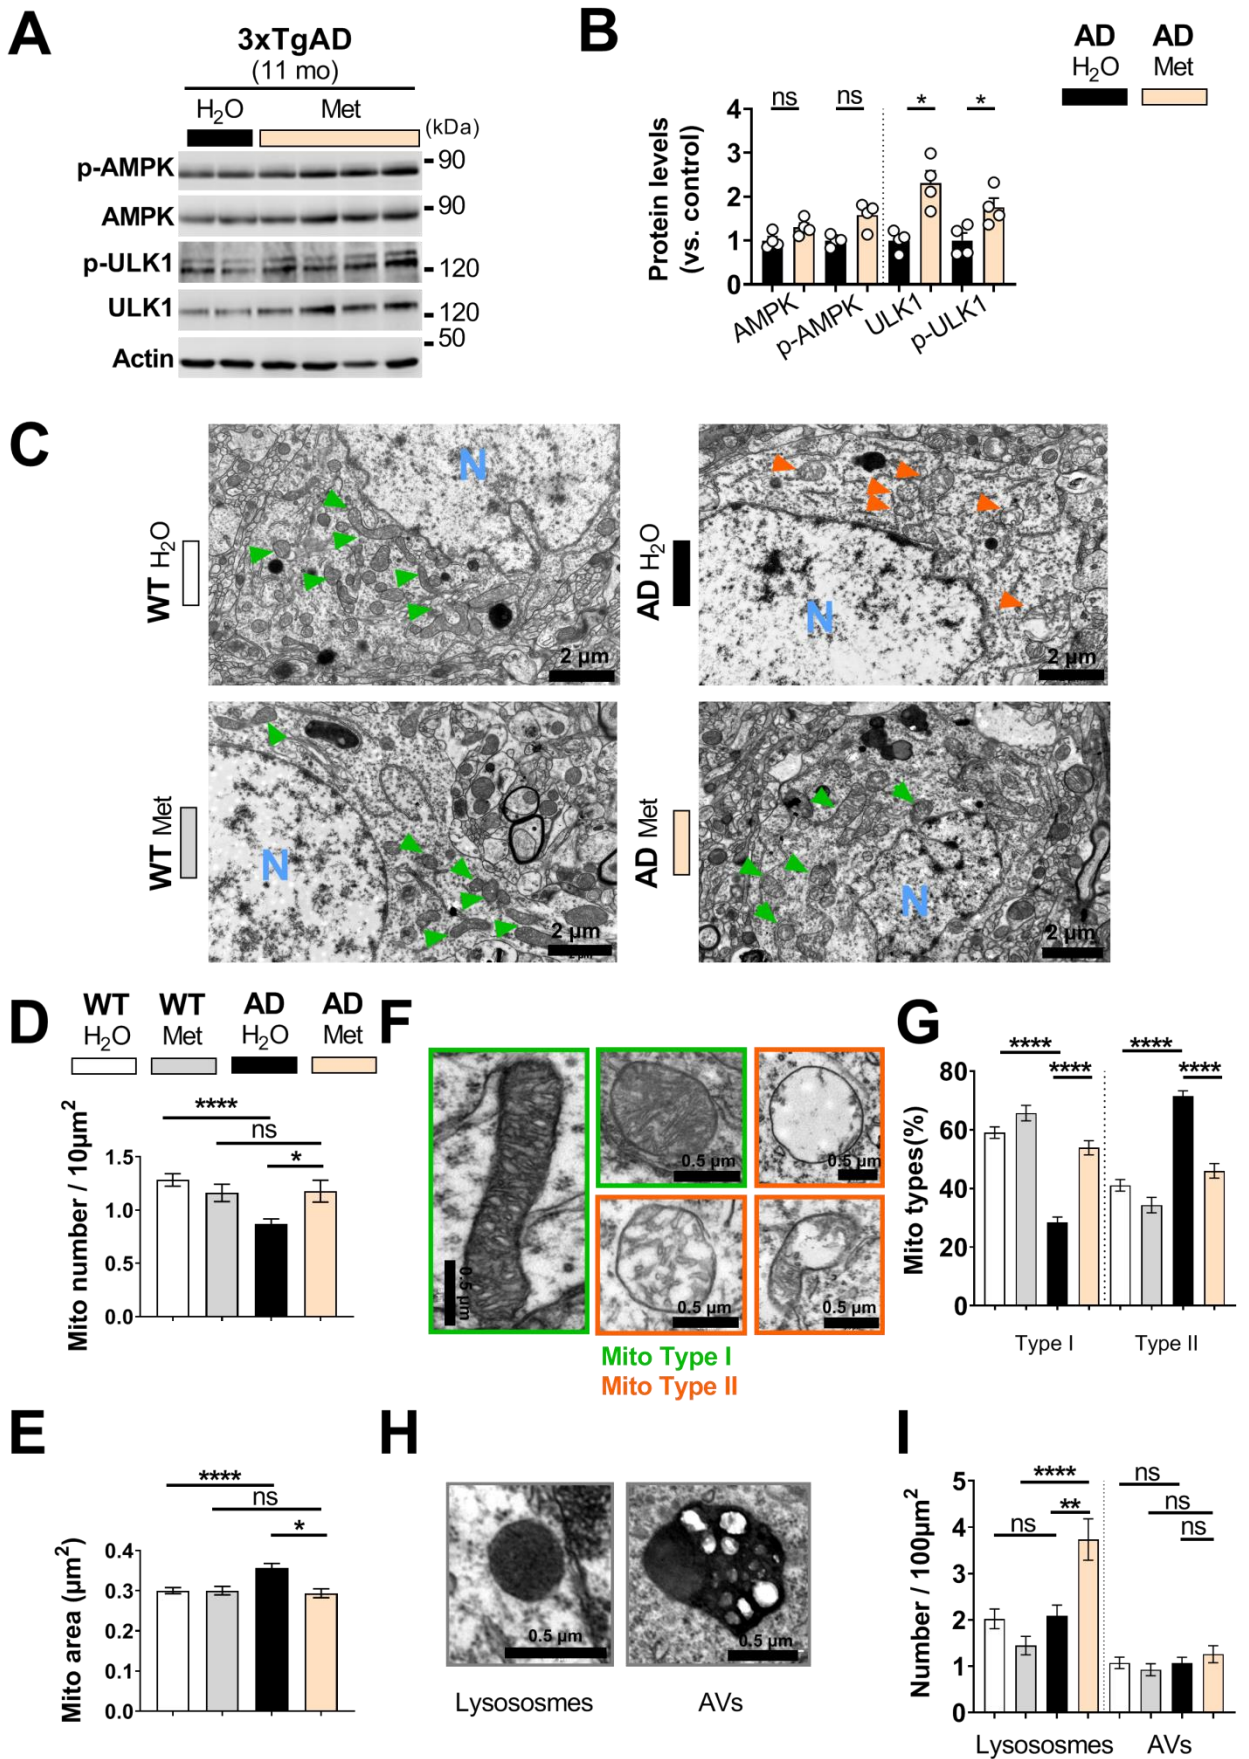 A
3xTgAD
(11 mo)
H2O Met
(kDa)
p-AMPK 90
AMPK 90
p-ULK1 120
ULK1 120
50
Actin
B
AD AD
H2O Met
Protein levels
(vs. control)
ns ns * *
4
3
2
1
0
AMPK p-AMPK ULK1 p-ULK1
C
WT H2O
N
2 µm
AD H2O
N
2 µm
WT Met
N
2 µm
AD Met
N
2 µm
D
WT WT AD AD
H2O Met H2O Met
****
ns
*
Mito number / 10µm2
1.5
1.0
0.5
0.0
F
0.5 µm
0.5 µm
0.5 µm
0.5 µm
0.5 µm
Mito Type I
Mito Type II
G
**** ****
**** ****
Mito types(%)
80
60
40
20
0
Type I Type II
E
****
ns
*
Mito area (µm2)
0.4
0.3
0.2
0.1
0.0
H
0.5 µm
0.5 µm
Lysososmes AVs
I
**** ns
** ns
ns ns
Number / 100µm2
5
4
3
2
1
0
Lysososmes AVs